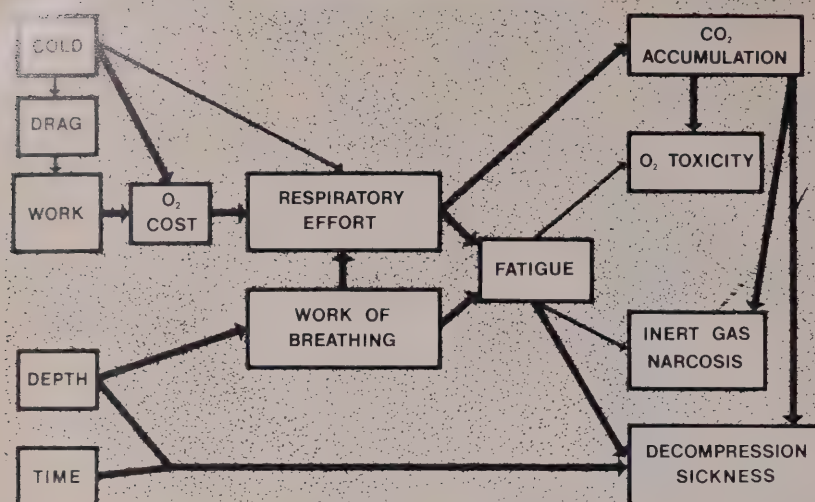 COLD
CO₂
ACCUMULATION
DRAG
O₂ TOXICITY
WORK
O₂
COST
RESPIRATORY
EFFORT
FATIGUE
WORK OF
BREATHING
INERT GAS
NARCOSIS
DEPTH
DECOMPRESSION
SICKNESS
TIME